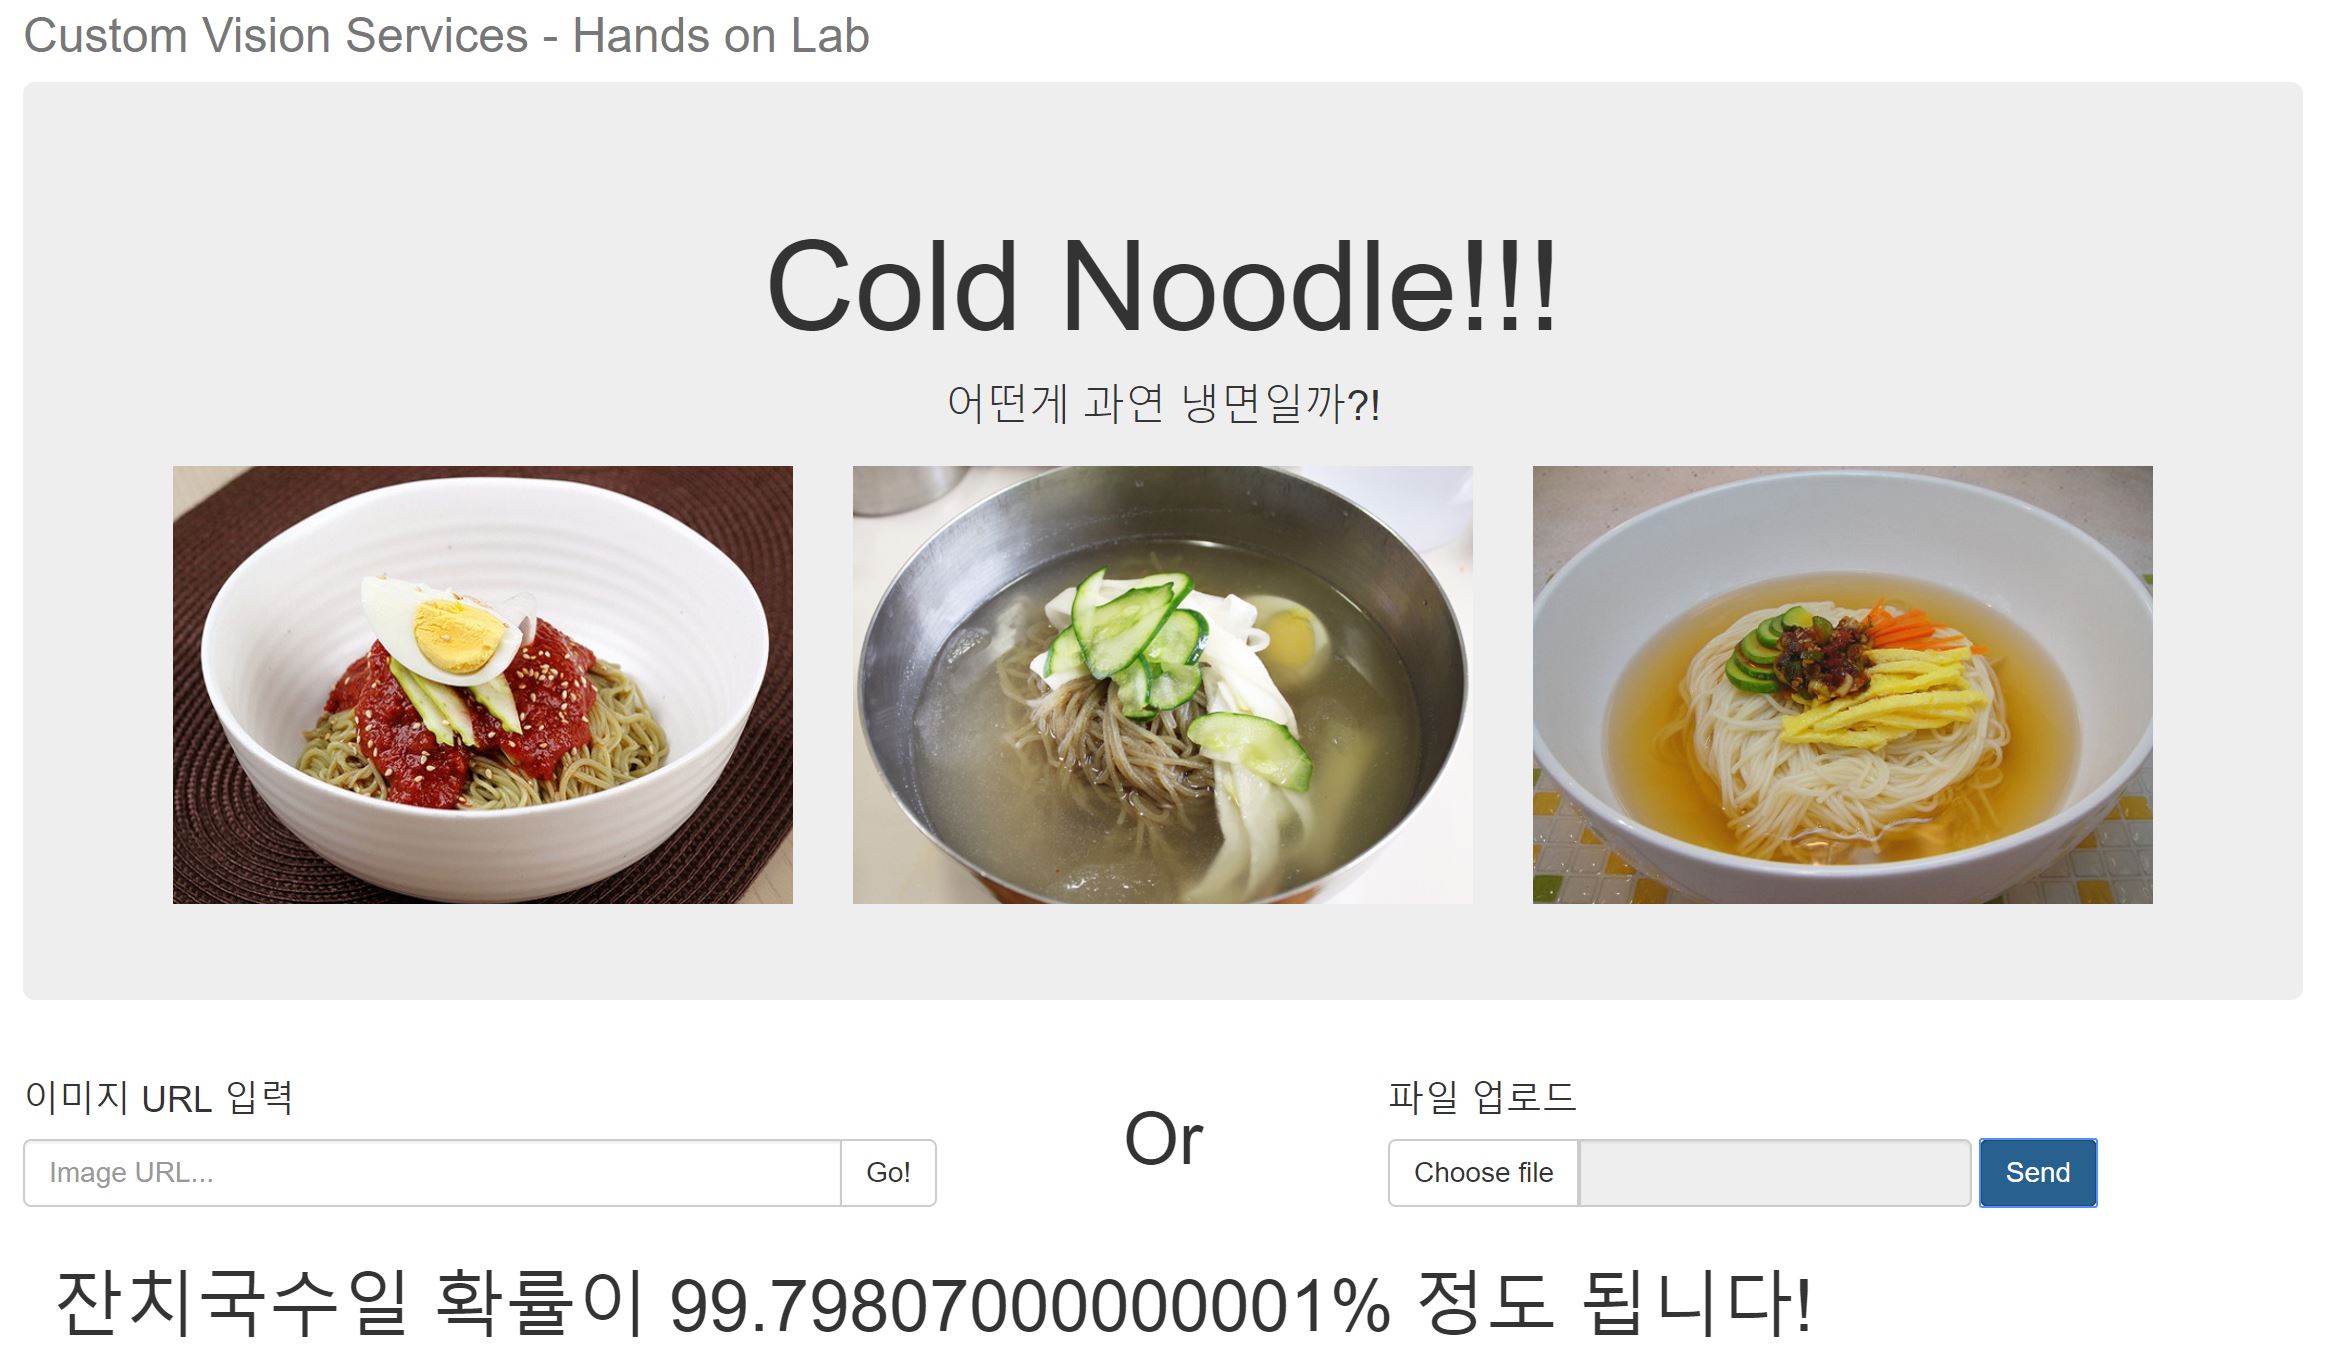 Custom Vision Services - Hands on Lab
Cold Noodle!!!
어떤게 과연 냉면일까?!
이미지 URL 입력
Image URL...
Go!
Or
파일 업로드
Choose file
Send
잔치국수일 확률이 99.79807000000001% 정도 됩니다!